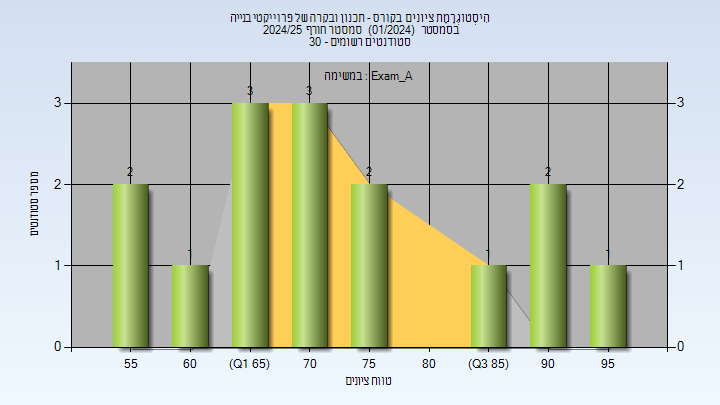 היסטוגרמת ציונים בקורס - תכנון ובקרה של פרוייקטי בנייה
בסמסטר (01/2024) סמסטר חורף 2024/25
סטודנטים רשומים - 30
במשימה : Exam_A
מספר סטודנטים
3 3
2 2
1 1
0 0
2 1 3 3 2 1 2 1
55 60 (Q1 65) 70 75 80 (Q3 85) 90 95
טווח ציונים